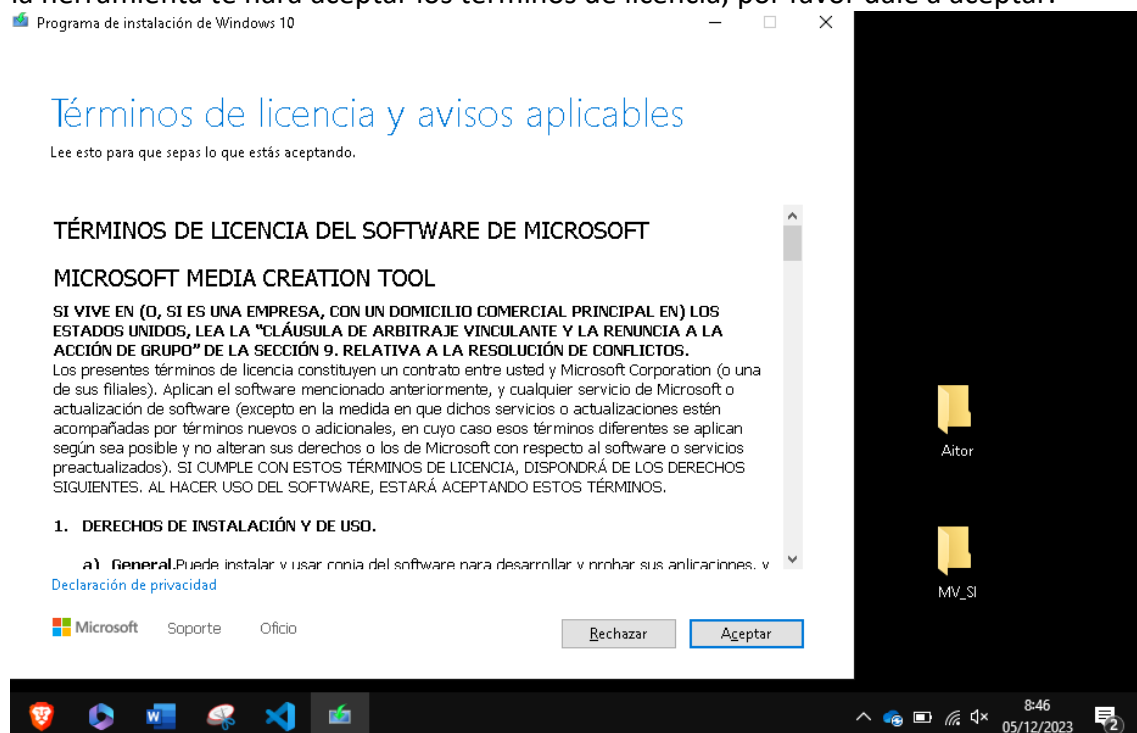 la herramienta te hará aceptar los términos de licencia, por favor dale a aceptar.
Programa de instalación de Windows 10
Términos de licencia y avisos aplicables
Lee esto para que sepas lo que estás aceptando.
TÉRMINOS DE LICENCIA DEL SOFTWARE DE MICROSOFT
MICROSOFT MEDIA CREATION TOOL
SI VIVE EN (O, SI ES UNA EMPRESA, CON UN DOMICILIO COMERCIAL PRINCIPAL EN) LOS
ESTADOS UNIDOS, LEA LA “CLÁUSULA DE ARBITRAJE VINCULANTE Y LA RENUNCIA A LA
ACCIÓN DE GRUPO” DE LA SECCIÓN 9. RELATIVA A LA RESOLUCIÓN DE CONFLICTOS.
Los presentes términos de licencia constituyen un contrato entre usted y Microsoft Corporation (o una
de sus filiales). Aplican el software mencionado anteriormente, y cualquier servicio de Microsoft o
actualización de software (excepto en la medida en que dichos servicios o actualizaciones estén
acompañadas por términos nuevos o adicionales, en cuyo caso esos términos diferentes se aplican
según sea posible y no alteran sus derechos o los de Microsoft con respecto al software o servicios
preactualizados). SI CUMPLE CON ESTOS TÉRMINOS DE LICENCIA, DISPONDRÁ DE LOS DERECHOS
SIGUIENTES. AL HACER USO DEL SOFTWARE, ESTARÁ ACEPTANDO ESTOS TÉRMINOS.
1. DERECHOS DE INSTALACIÓN Y DE USO.
a) General.Puede instalar y usar copia del software para desarrollar y probar sus aplicaciones, y
Declaración de privacidad
Microsoft Soporte Oficio
Rechazar Aceptar
Aitor
MV_SI
8:46
05/12/2023
2